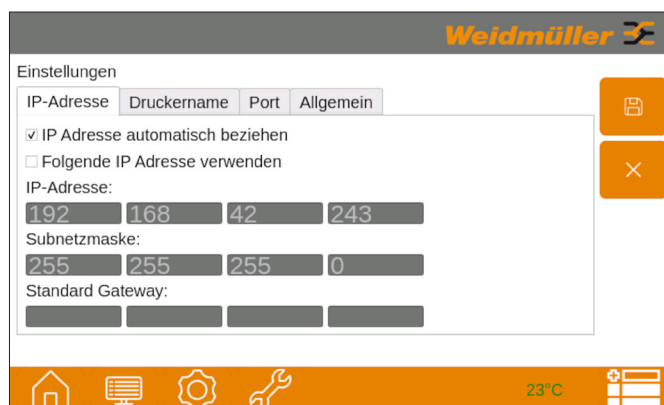 Weidmüller
Einstellungen
IP-Adresse Druckername Port Allgemein
IP Adresse automatisch beziehen
Folgende IP Adresse verwenden
IP-Adresse:
192 168 42 243
Subnetzmaske:
255 255 255 0
Standard Gateway:
23°C